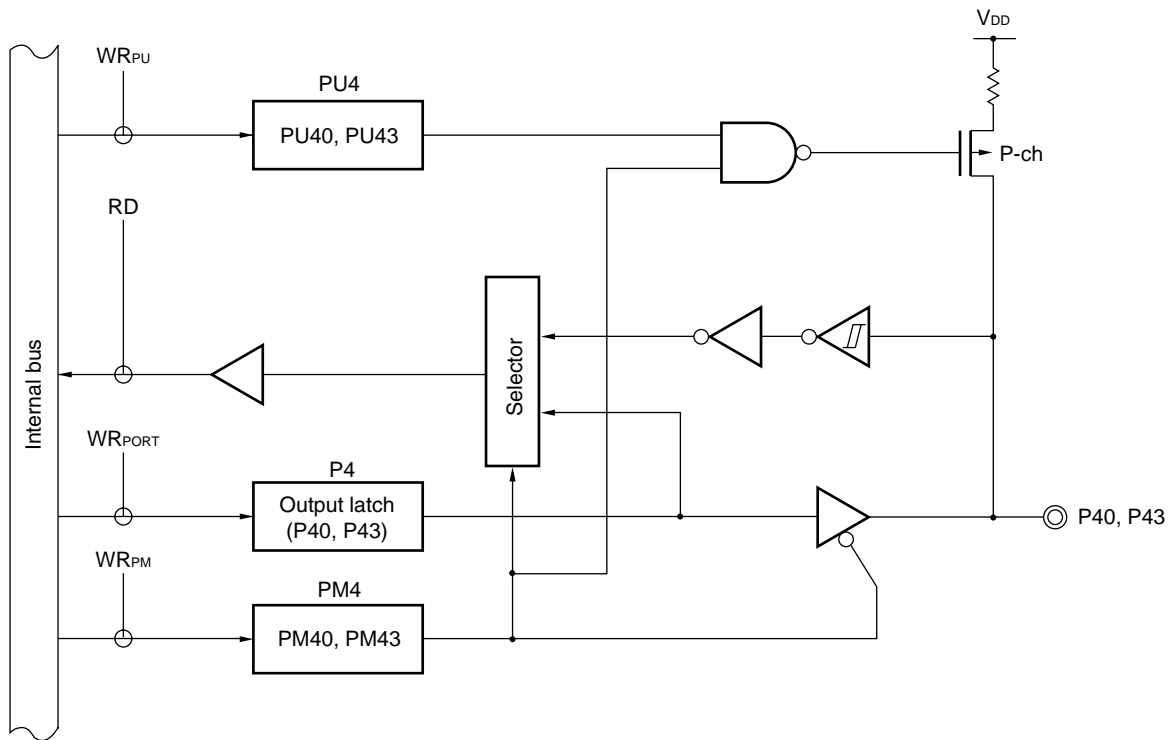 VDD
WRPU
PU4
PU40, PU43
P-ch
RD
Internal bus
Selector
WRPORT
P4
Output latch
(P40, P43)
P40, P43
WRPM
PM4
PM40, PM43